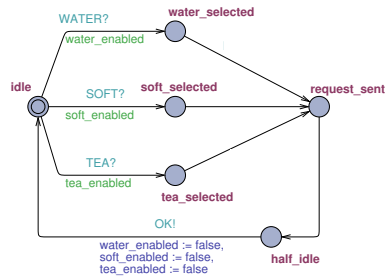 WATER?
water_selected
water_enabled
idle
SOFT?
soft_selected
request_sent
soft_enabled
TEA?
tea_enabled
tea_selected
OK!
water_enabled := false,
soft_enabled := false,
tea_enabled := false
half_idle